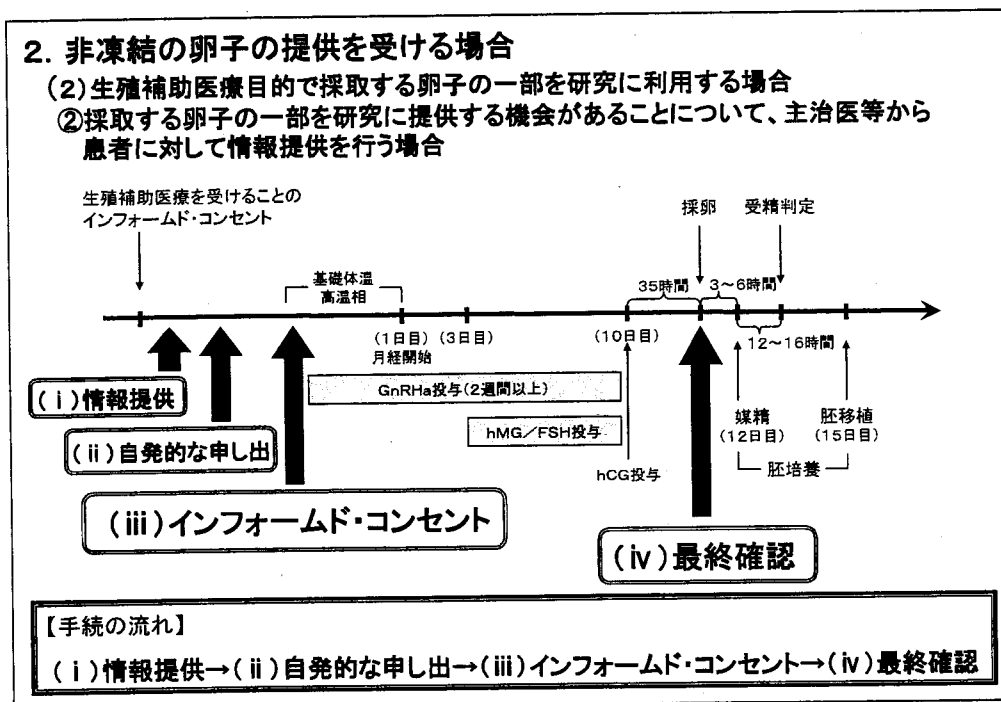 2. 非凍結の卵子の提供を受ける場合
(2)生殖補助医療目的で採取する卵子の一部を研究に利用する場合
②採取する卵子の一部を研究に提供する機会があることについて、主治医等から
患者に対して情報提供を行う場合
生殖補助医療を受けることの
インフォームド・コンセント
採卵
受精判定
基礎体温
高温相
35時間
3～6時間
(1日目)
月経開始
(3日目)
(10日目)
12～16時間
GnRHa投与(2週間以上)
hMG/FSH投与
hCG投与
媒精
(12日目)
胚移植
(15日目)
胚培養
(ⅰ)情報提供
(ⅱ)自発的な申し出
(ⅲ)インフォームド・コンセント
(ⅳ)最終確認
【手続の流れ】
(ⅰ)情報提供→(ⅱ)自発的な申し出→(ⅲ)インフォームド・コンセント→(ⅳ)最終確認